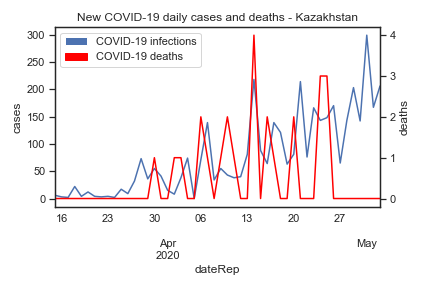 New COVID-19 daily cases and deaths - Kazakhstan
COVID-19 infections
COVID-19 deaths
cases
300
250
200
150
100
50
0
deaths
4
3
2
1
0
16 23 30 06 13 20 27
Apr May
2020
dateRep